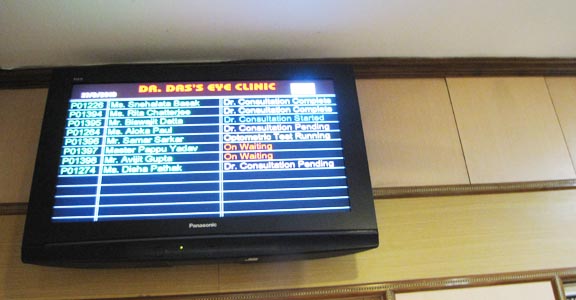 DR. DAS'S EYE CLINIC
P01226 Ms. Snehalata Basak Dr. Consultation Complete
P01394 Ms. Rita Chatterjee Dr. Consultation Complete
P01395 Mr. Biswajit Datta Dr. Consultation Started
P01264 Ms. Aloka Paul Dr. Consultation Pending
P01396 Mr. Samar Sarkar Optometric Test Running
P01397 Master Pappu Yadav On Waiting
P01398 Mr. Avijit Gupta On Waiting
P01274 Ms. Disha Pathak Dr. Consultation Pending
Panasonic